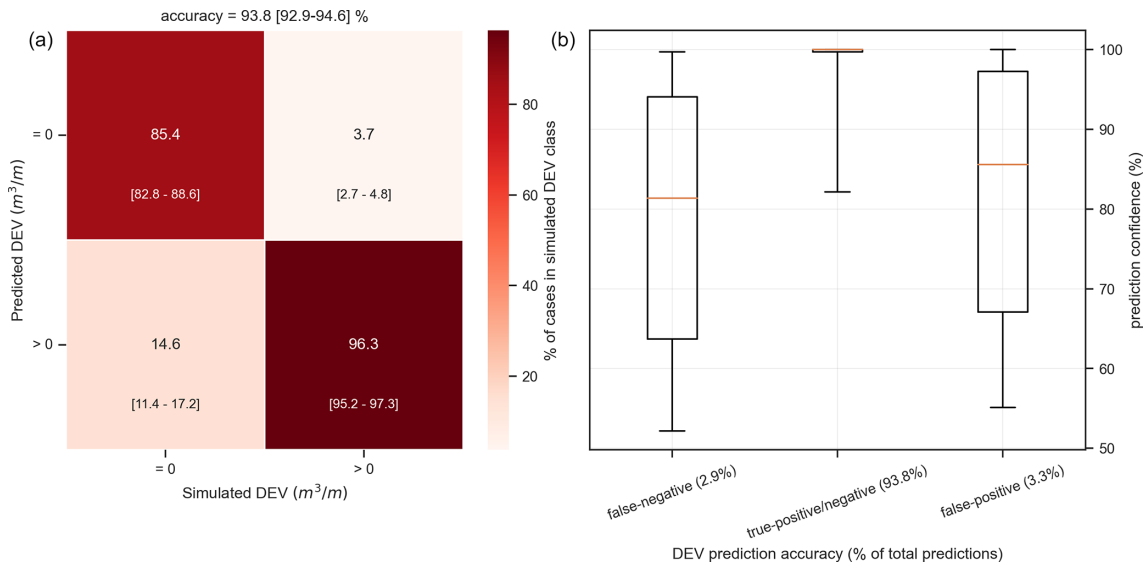 accuracy = 93.8 [92.9-94.6] %
(a)
Predicted DEV (m³/m)
= 0
> 0
85.4
3.7
[82.8 - 88.6]
[2.7 - 4.8]
14.6
96.3
[11.4 - 17.2]
[95.2 - 97.3]
= 0
> 0
Simulated DEV (m³/m)
80
60
40
20
% of cases in simulated DEV class
(b)
100
90
80
70
60
50
prediction confidence (%)
false-negative (2.9%)
true-positive/negative (93.8%)
false-positive (3.3%)
DEV prediction accuracy (% of total predictions)